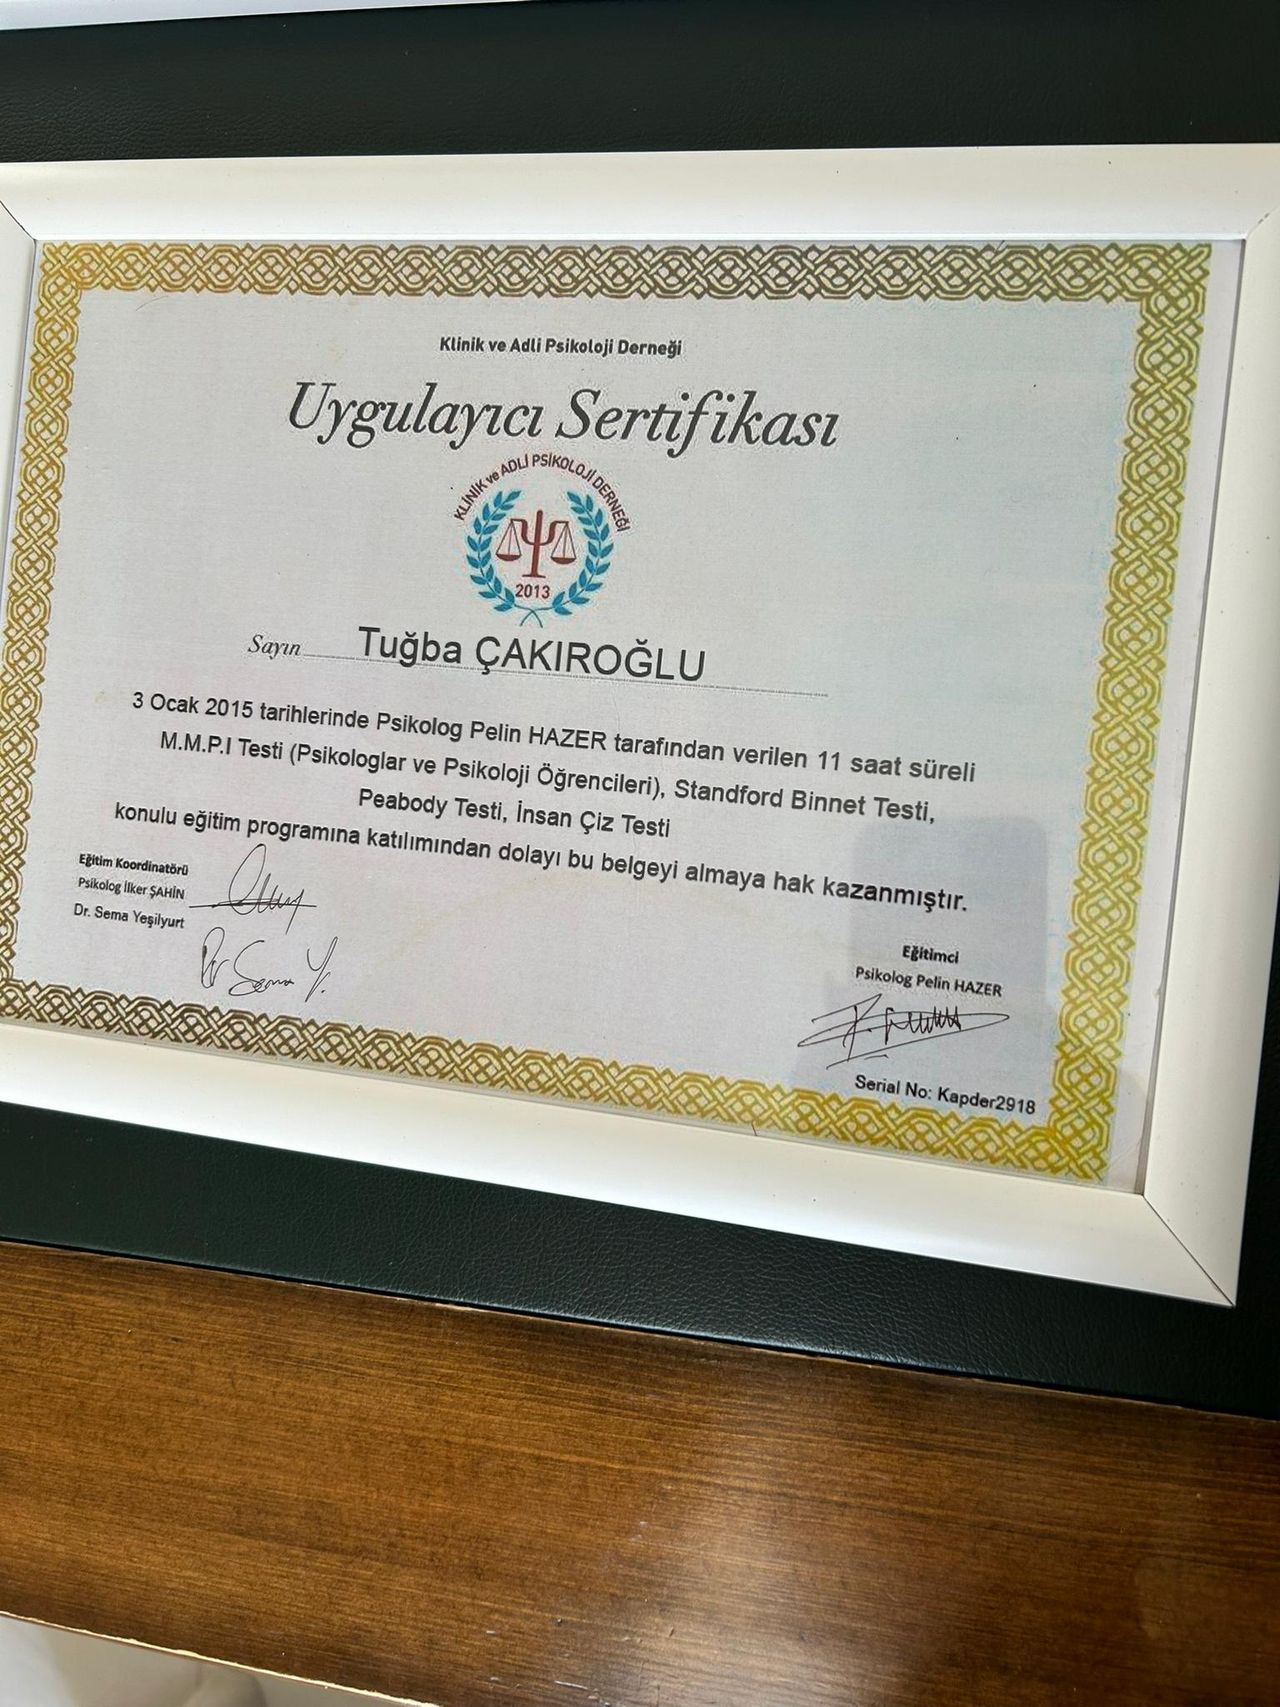 Klinik ve Adli Psikoloji Derneği
Uygulayıcı Sertifikası
KLİNİK ve ADLİ PSİKOLOJİ DERNEĞİ
2013
Sayın Tuğba ÇAKIROĞLU
3 Ocak 2015 tarihlerinde Psikolog Pelin HAZER tarafından verilen 11 saat süreli
M.M.P.I Testi (Psikologlar ve Psikoloji Öğrencileri), Standford Binnet Testi,
Peabody Testi, İnsan Çiz Testi
konulu eğitim programına katılımından dolayı bu belgeyi almaya hak kazanmıştır.
Eğitim Koordinatörü
Psikolog İlker ŞAHİN
Dr. Sema Yeşilyurt
Dr Sema Y.
Eğitimci
Psikolog Pelin HAZER
Serial No: Kapder2918